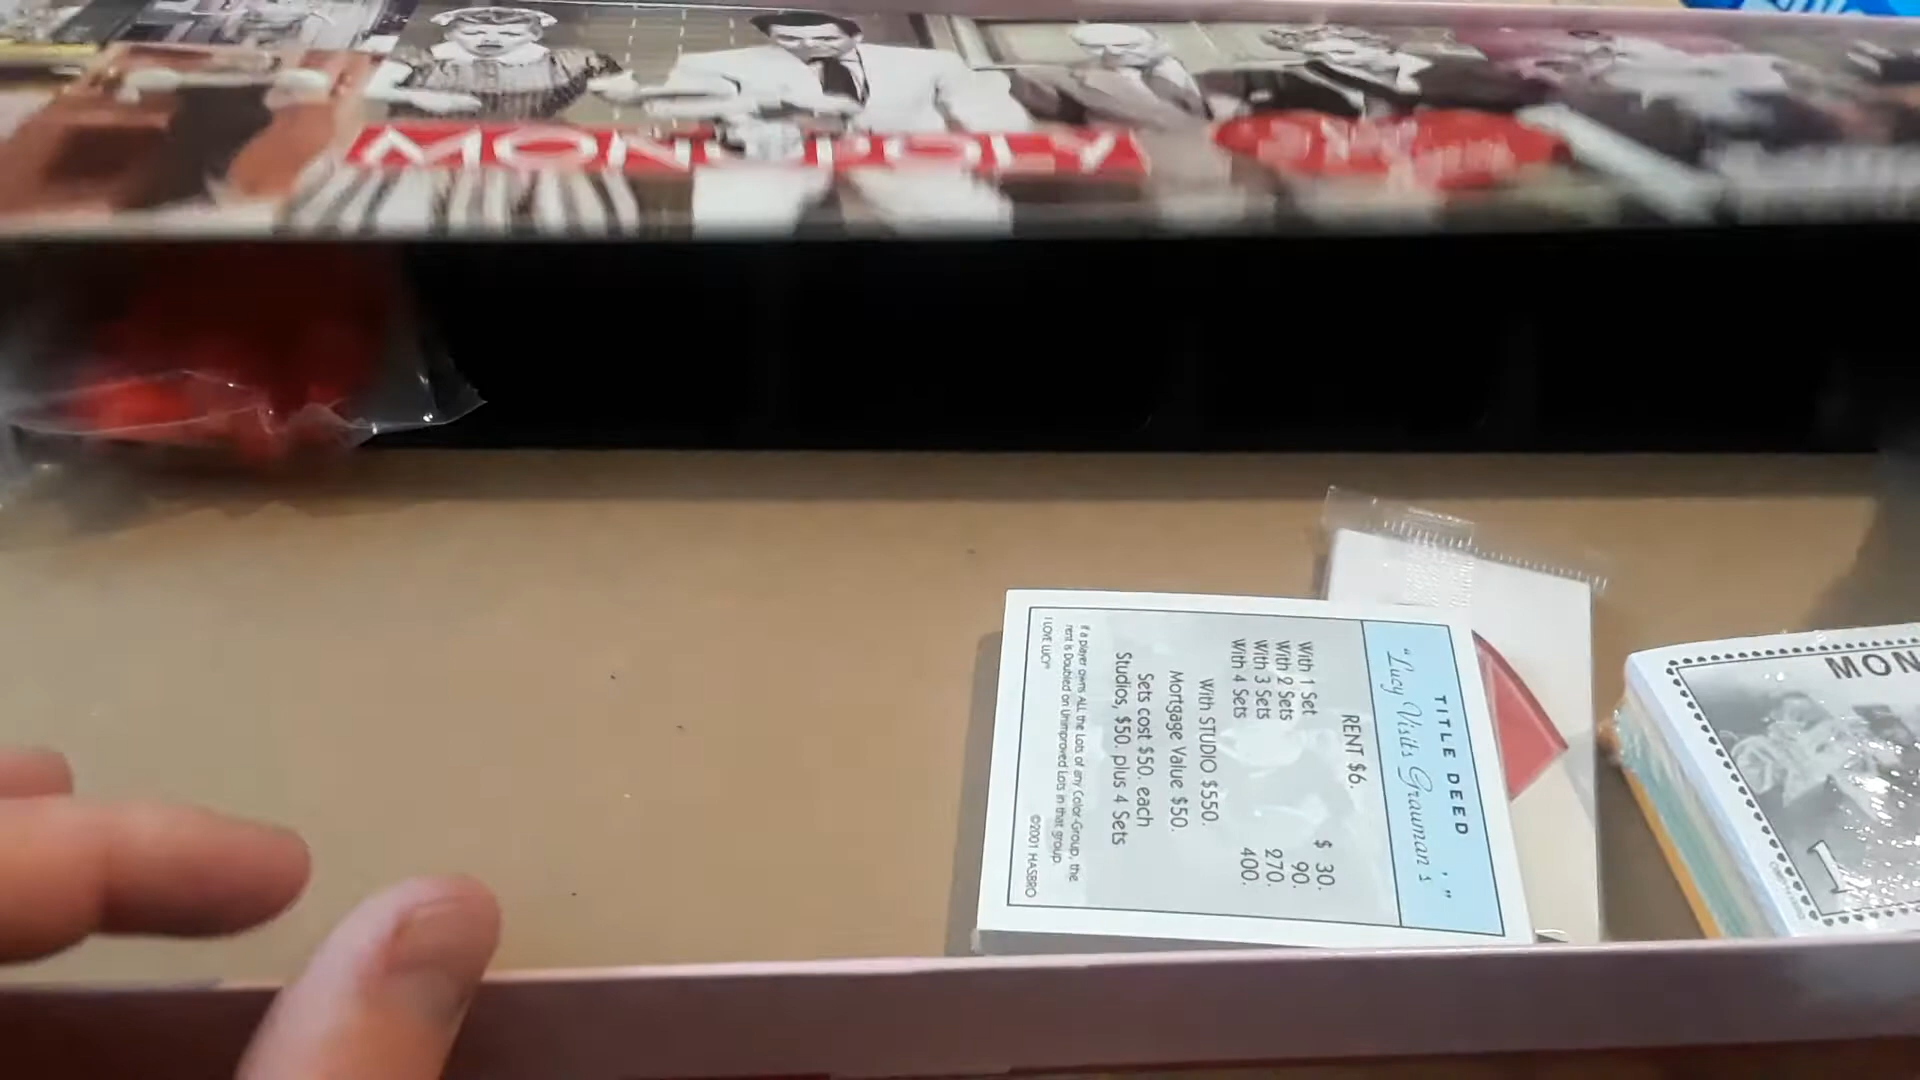 MONOPOLY
TITLE DEED
"Lucy Visits Grauman's"
RENT $6.
With 1 Set $ 30.
With 2 Sets 90.
With 3 Sets 270.
With 4 Sets 400.
With STUDIO $550.
Mortgage Value $50.
Sets cost $50. each
Studios, $50. plus 4 Sets
If a player owns ALL the Lots of any Color-Group, the
rent is Doubled on Unimproved Lots in that group.
I LOVE LUCY® ©2001 HASBRO
MON
1